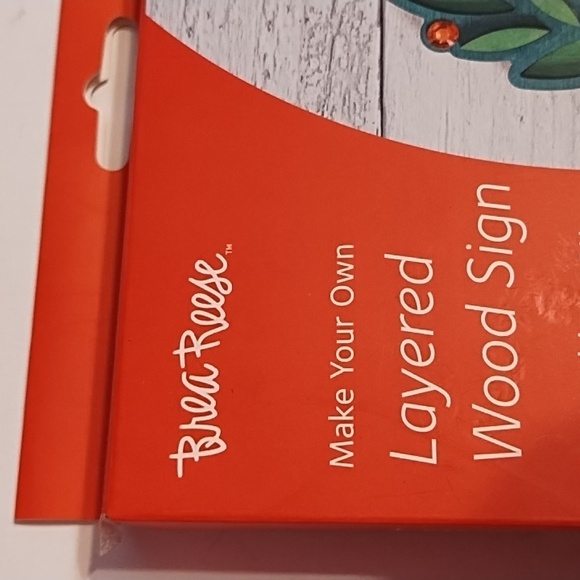 Brea Reese™
Make Your Own
Layered
Wood Sign